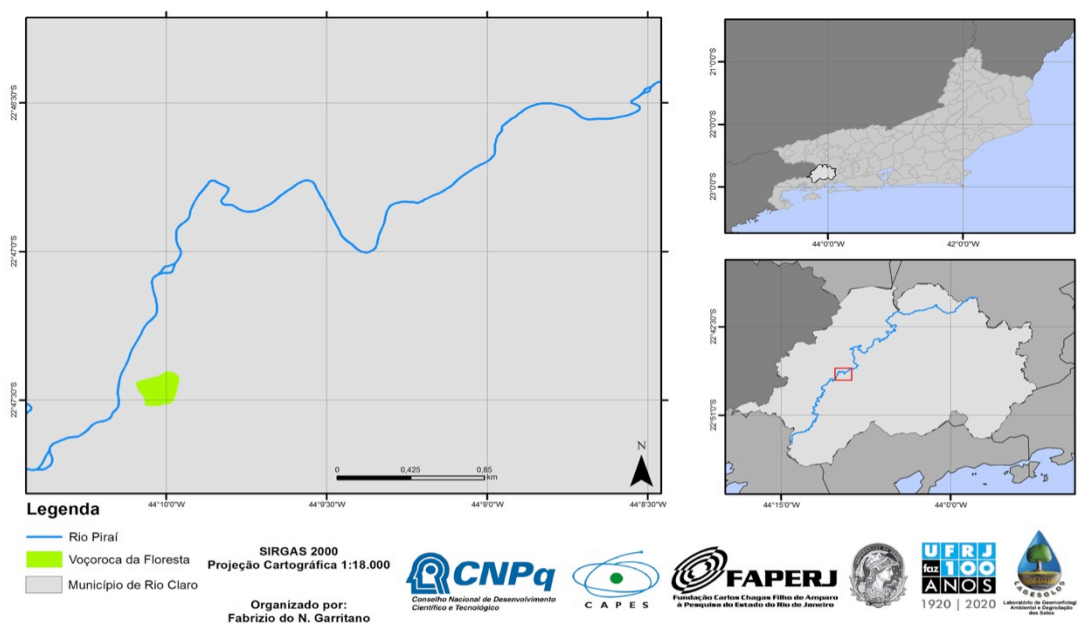 22°46'30"S
22°47'0"S
22°47'30"S
44°10'0"W
44°9'30"W
44°9'0"W
44°8'30"W
N
0
0,425
0,85
km
21°0'0"S
22°0'0"S
23°0'0"S
44°0'0"W
42°0'0"W
22°42'30"S
22°51'0"S
44°15'0"W
44°0'0"W
Legenda
Rio Piraí
Voçoroca da Floresta
Município de Rio Claro
SIRGAS 2000
Projeção Cartográfica 1:18.000
Organizado por:
Fabrizio do N. Garritano
CNPq
Conselho Nacional de Desenvolvimento
Científico e Tecnológico
CAPES
FAPERJ
Fundação Carlos Chagas Filho de Amparo
à Pesquisa do Estado do Rio de Janeiro
UFRJ
faz 100
ANOS
1920 | 2020
LAGESOLOS
Laboratório de Geomorfologi
Ambiental e Degradação
dos Solos